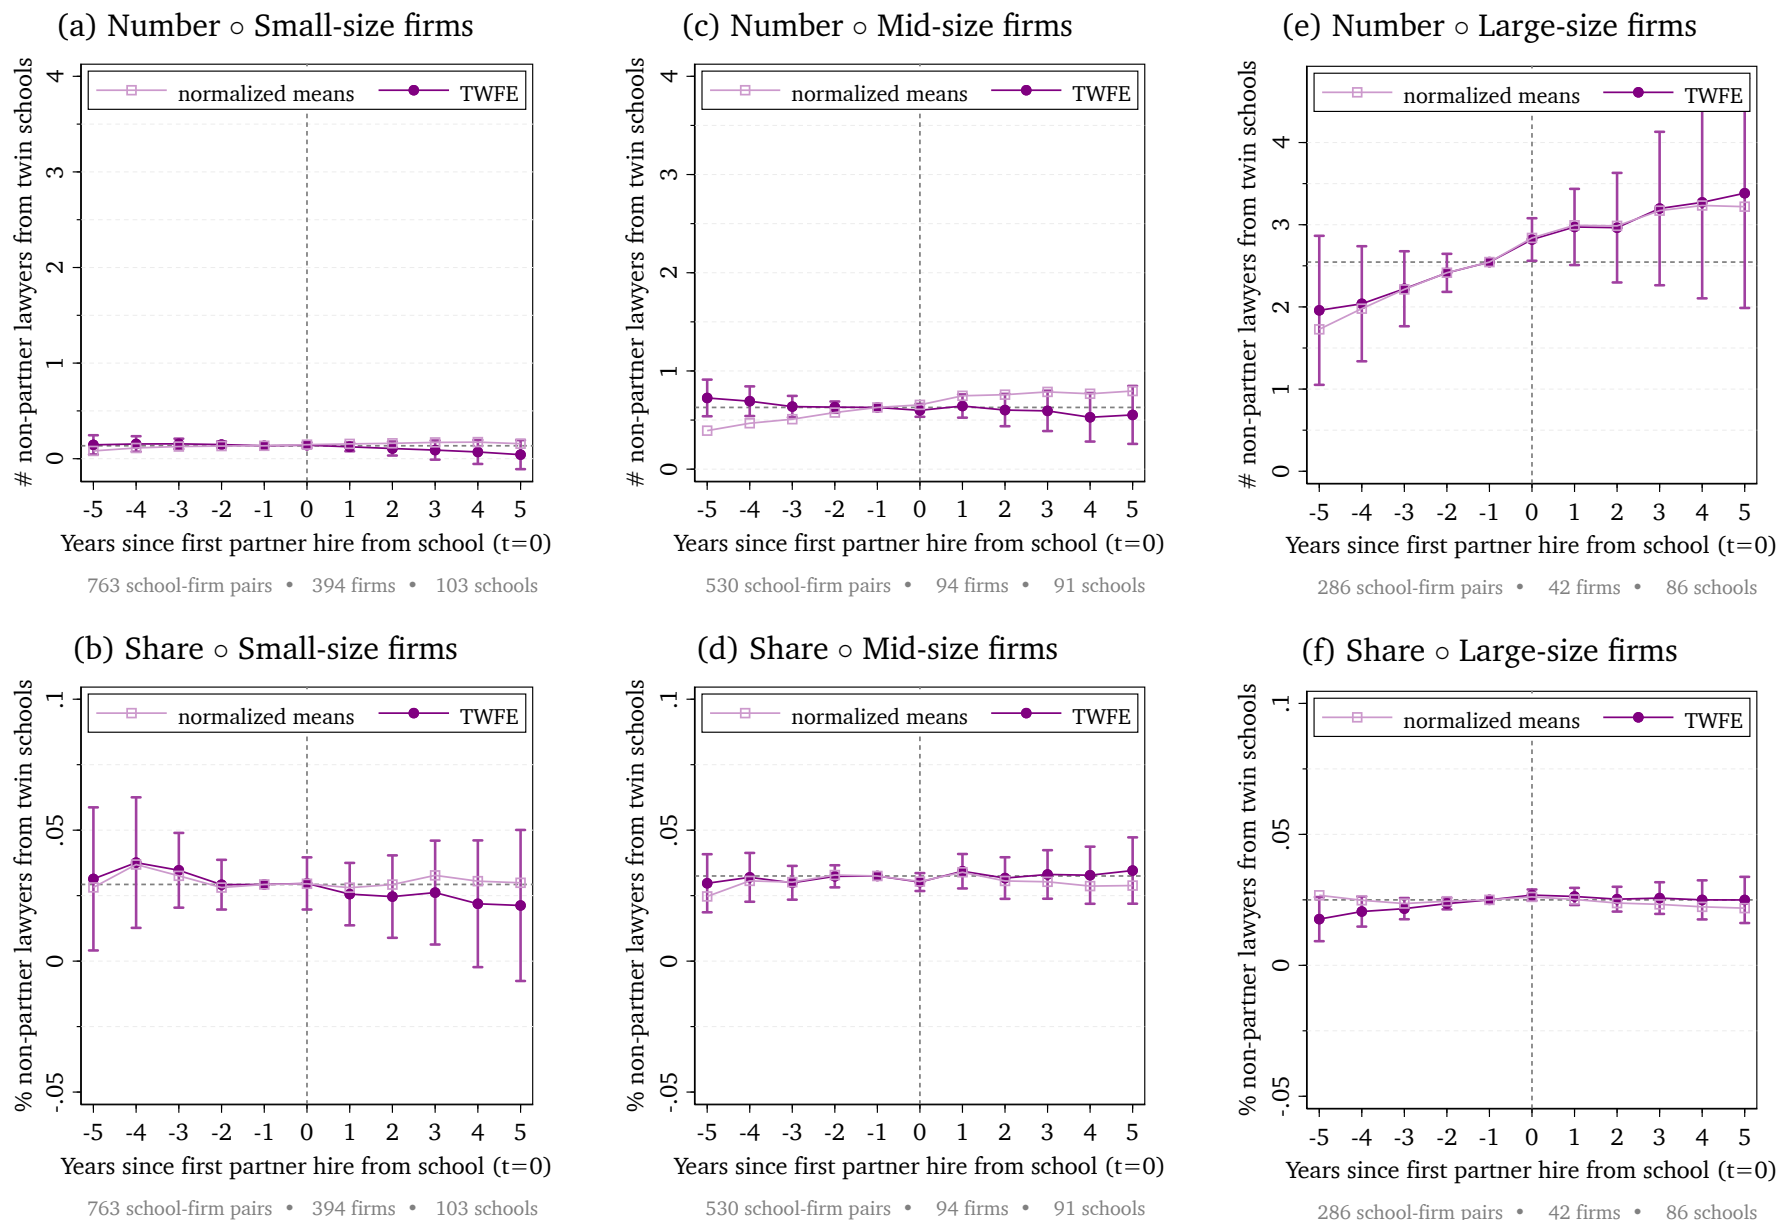 (a) Number ∘ Small-size firms
# non-partner lawyers from twin schools
4
3
2
1
0
normalized means
TWFE
-5 -4 -3 -2 -1 0 1 2 3 4 5
Years since first partner hire from school (t=0)
763 school-firm pairs • 394 firms • 103 schools
(c) Number ∘ Mid-size firms
# non-partner lawyers from twin schools
4
3
2
1
0
normalized means
TWFE
-5 -4 -3 -2 -1 0 1 2 3 4 5
Years since first partner hire from school (t=0)
530 school-firm pairs • 94 firms • 91 schools
(e) Number ∘ Large-size firms
# non-partner lawyers from twin schools
4
3
2
1
0
normalized means
TWFE
-5 -4 -3 -2 -1 0 1 2 3 4 5
Years since first partner hire from school (t=0)
286 school-firm pairs • 42 firms • 86 schools
(b) Share ∘ Small-size firms
% non-partner lawyers from twin schools
.1
.05
0
-.05
normalized means
TWFE
-5 -4 -3 -2 -1 0 1 2 3 4 5
Years since first partner hire from school (t=0)
763 school-firm pairs • 394 firms • 103 schools
(d) Share ∘ Mid-size firms
% non-partner lawyers from twin schools
.1
.05
0
-.05
normalized means
TWFE
-5 -4 -3 -2 -1 0 1 2 3 4 5
Years since first partner hire from school (t=0)
530 school-firm pairs • 94 firms • 91 schools
(f) Share ∘ Large-size firms
% non-partner lawyers from twin schools
.1
.05
0
-.05
normalized means
TWFE
-5 -4 -3 -2 -1 0 1 2 3 4 5
Years since first partner hire from school (t=0)
286 school-firm pairs • 42 firms • 86 schools